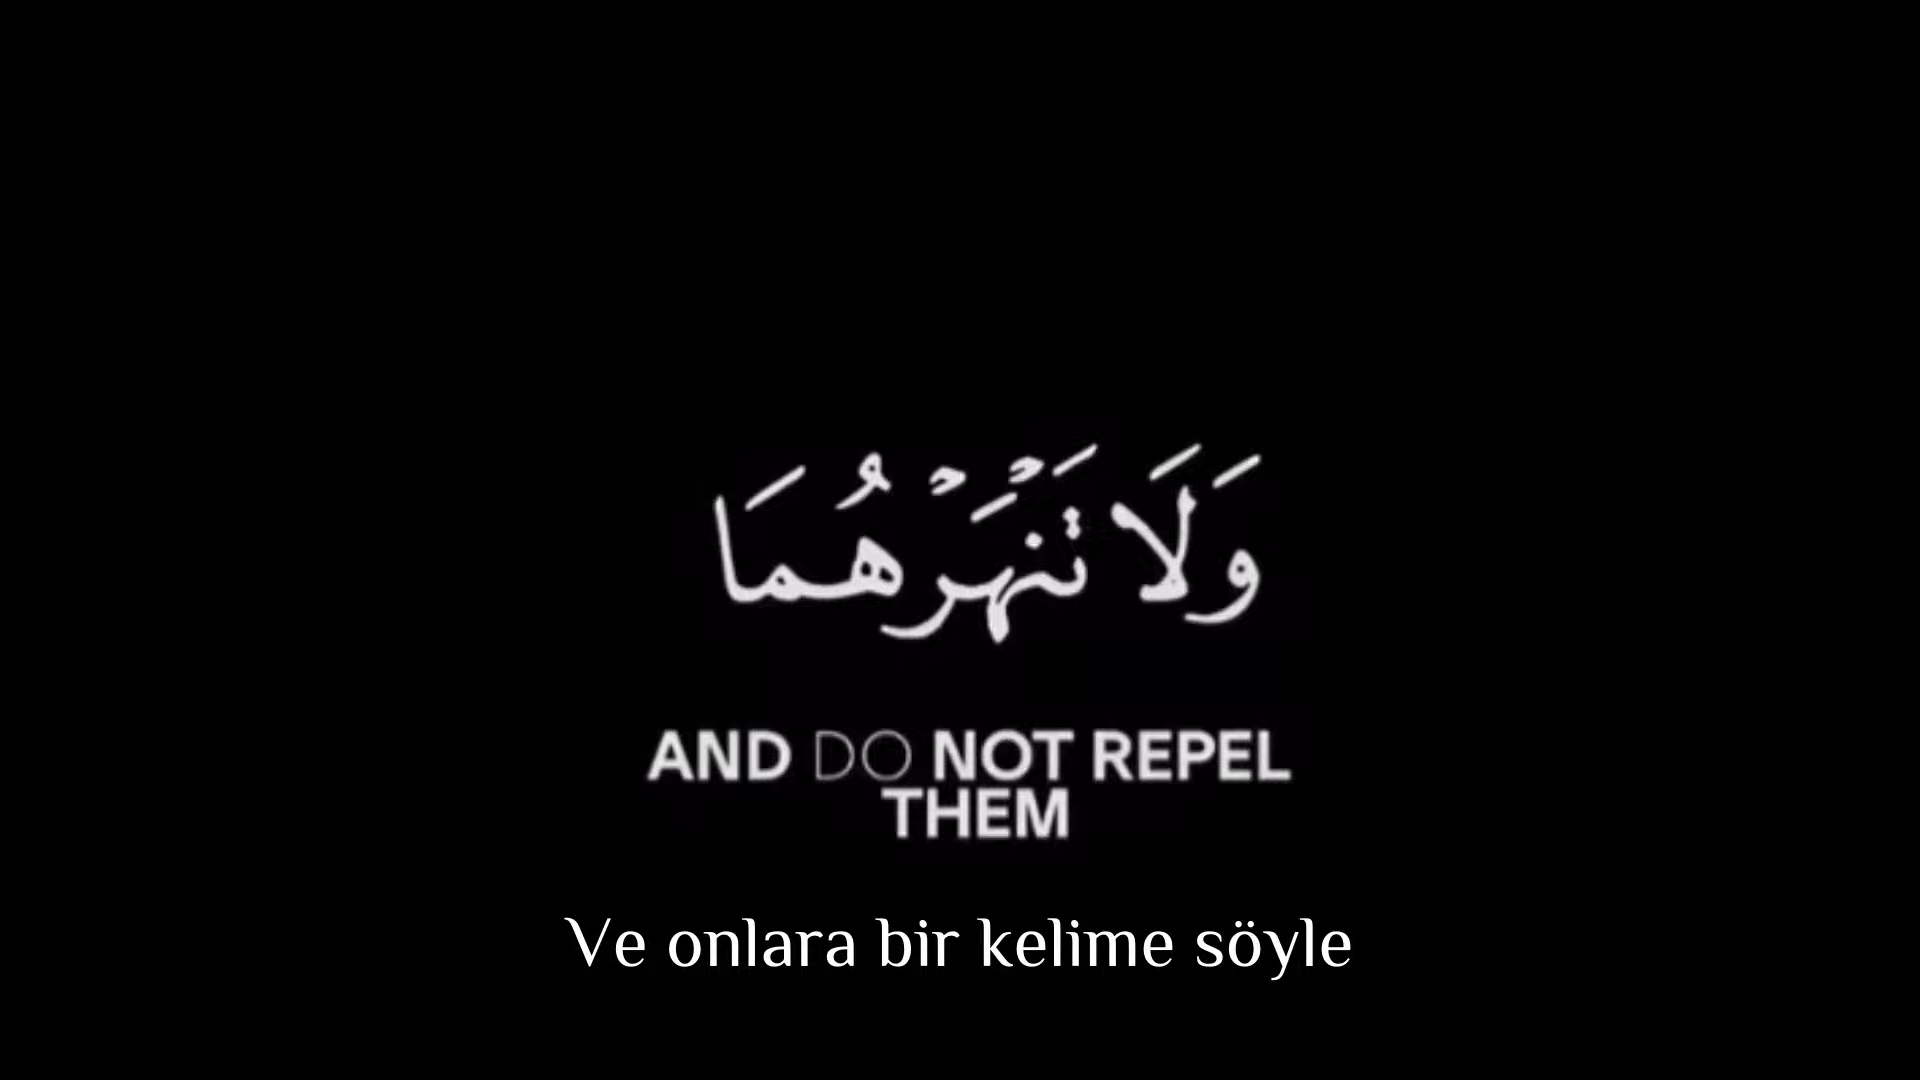 وَلَا تَنْهَرْهُمَا
AND DO NOT REPEL
THEM
Ve onlara bir kelime söyle